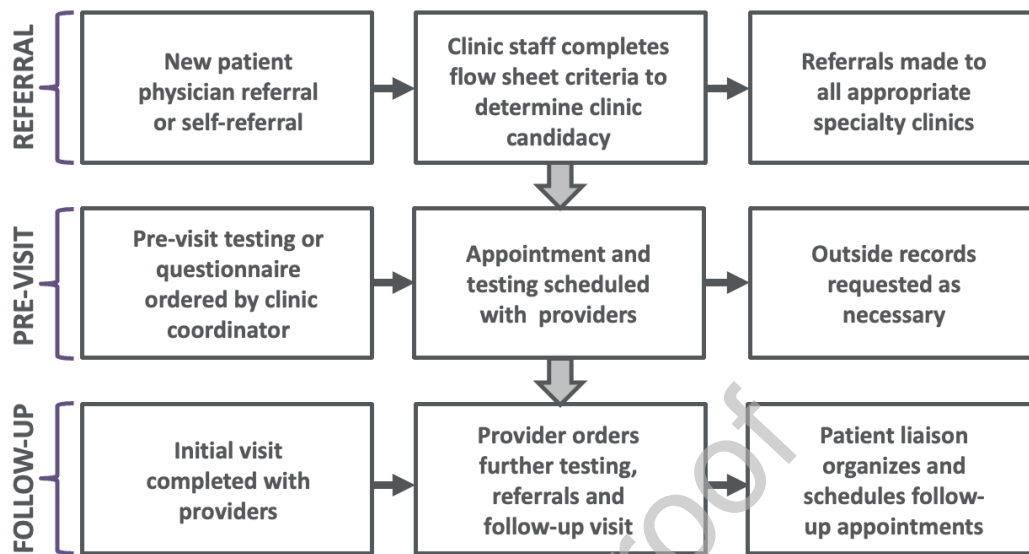 REFERRAL
New patient
physician referral
or self-referral
Clinic staff completes
flow sheet criteria to
determine clinic
candidacy
Referrals made to
all appropriate
specialty clinics
PRE-VISIT
Pre-visit testing or
questionnaire
ordered by clinic
coordinator
Appointment and
testing scheduled
with providers
Outside records
requested as
necessary
FOLLOW-UP
Initial visit
completed with
providers
Provider orders
further testing,
referrals and
follow-up visit
Patient liaison
organizes and
schedules follow-
up appointments
roof